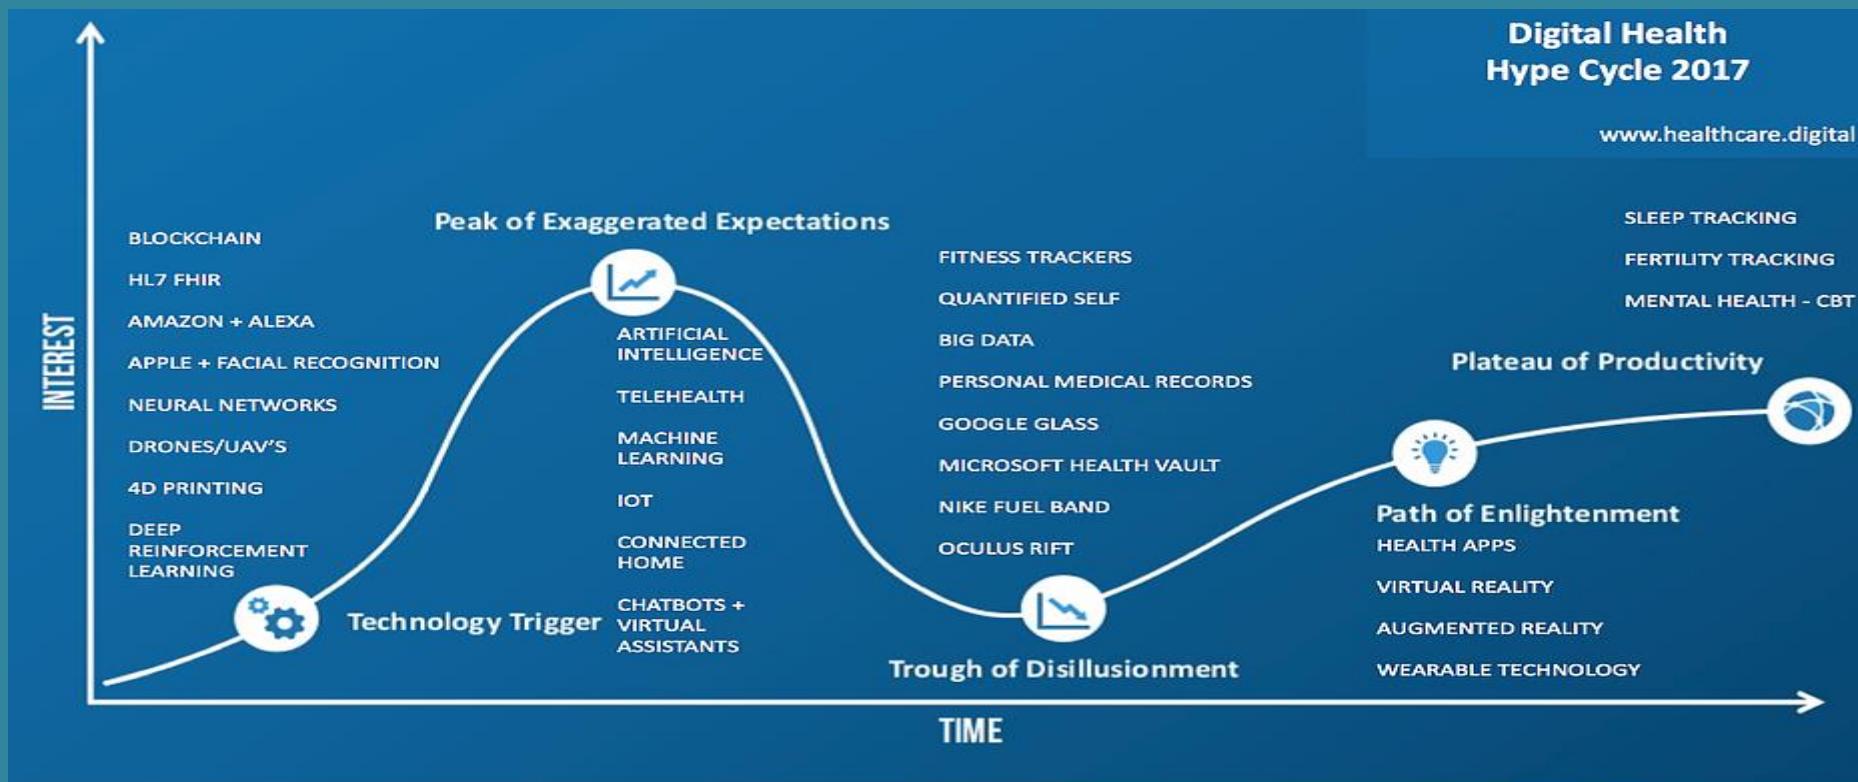 Digital Health
Hype Cycle 2017
www.healthcare.digital
INTEREST
BLOCKCHAIN
HL7 FHIR
AMAZON + ALEXA
APPLE + FACIAL RECOGNITION
NEURAL NETWORKS
DRONES/UAV'S
4D PRINTING
DEEP
REINFORCEMENT
LEARNING
Technology Trigger
Peak of Exaggerated Expectations
ARTIFICIAL
INTELLIGENCE
TELEHEALTH
MACHINE
LEARNING
IOT
CONNECTED
HOME
CHATBOTS +
VIRTUAL
ASSISTANTS
FITNESS TRACKERS
QUANTIFIED SELF
BIG DATA
PERSONAL MEDICAL RECORDS
GOOGLE GLASS
MICROSOFT HEALTH VAULT
NIKE FUEL BAND
OCULUS RIFT
Trough of Disillusionment
Path of Enlightenment
HEALTH APPS
VIRTUAL REALITY
AUGMENTED REALITY
WEARABLE TECHNOLOGY
SLEEP TRACKING
FERTILITY TRACKING
MENTAL HEALTH - CBT
Plateau of Productivity
TIME